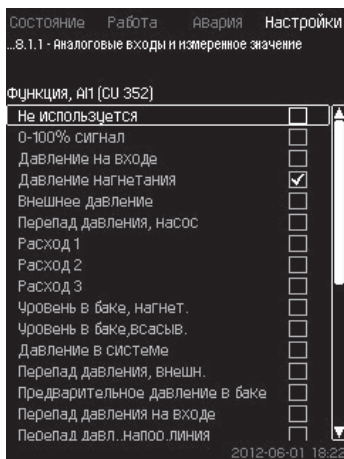 Состояние Работа Авария Настройки
...8.1.1 - Аналоговые входы и измеренное значение
Функция, AI1 (CU 352)
Не используется
0-100% сигнал
Давление на входе
Давление нагнетания
Внешнее давление
Перепад давления, насос
Расход 1
Расход 2
Расход 3
Уровень в баке, нагнет.
Уровень в баке,всасыв.
Давление в системе
Перепад давления, внешн.
Предварительное давление в баке
Перепад давления на входе
Перепад давл..напор.линия
2012-06-01 18:22